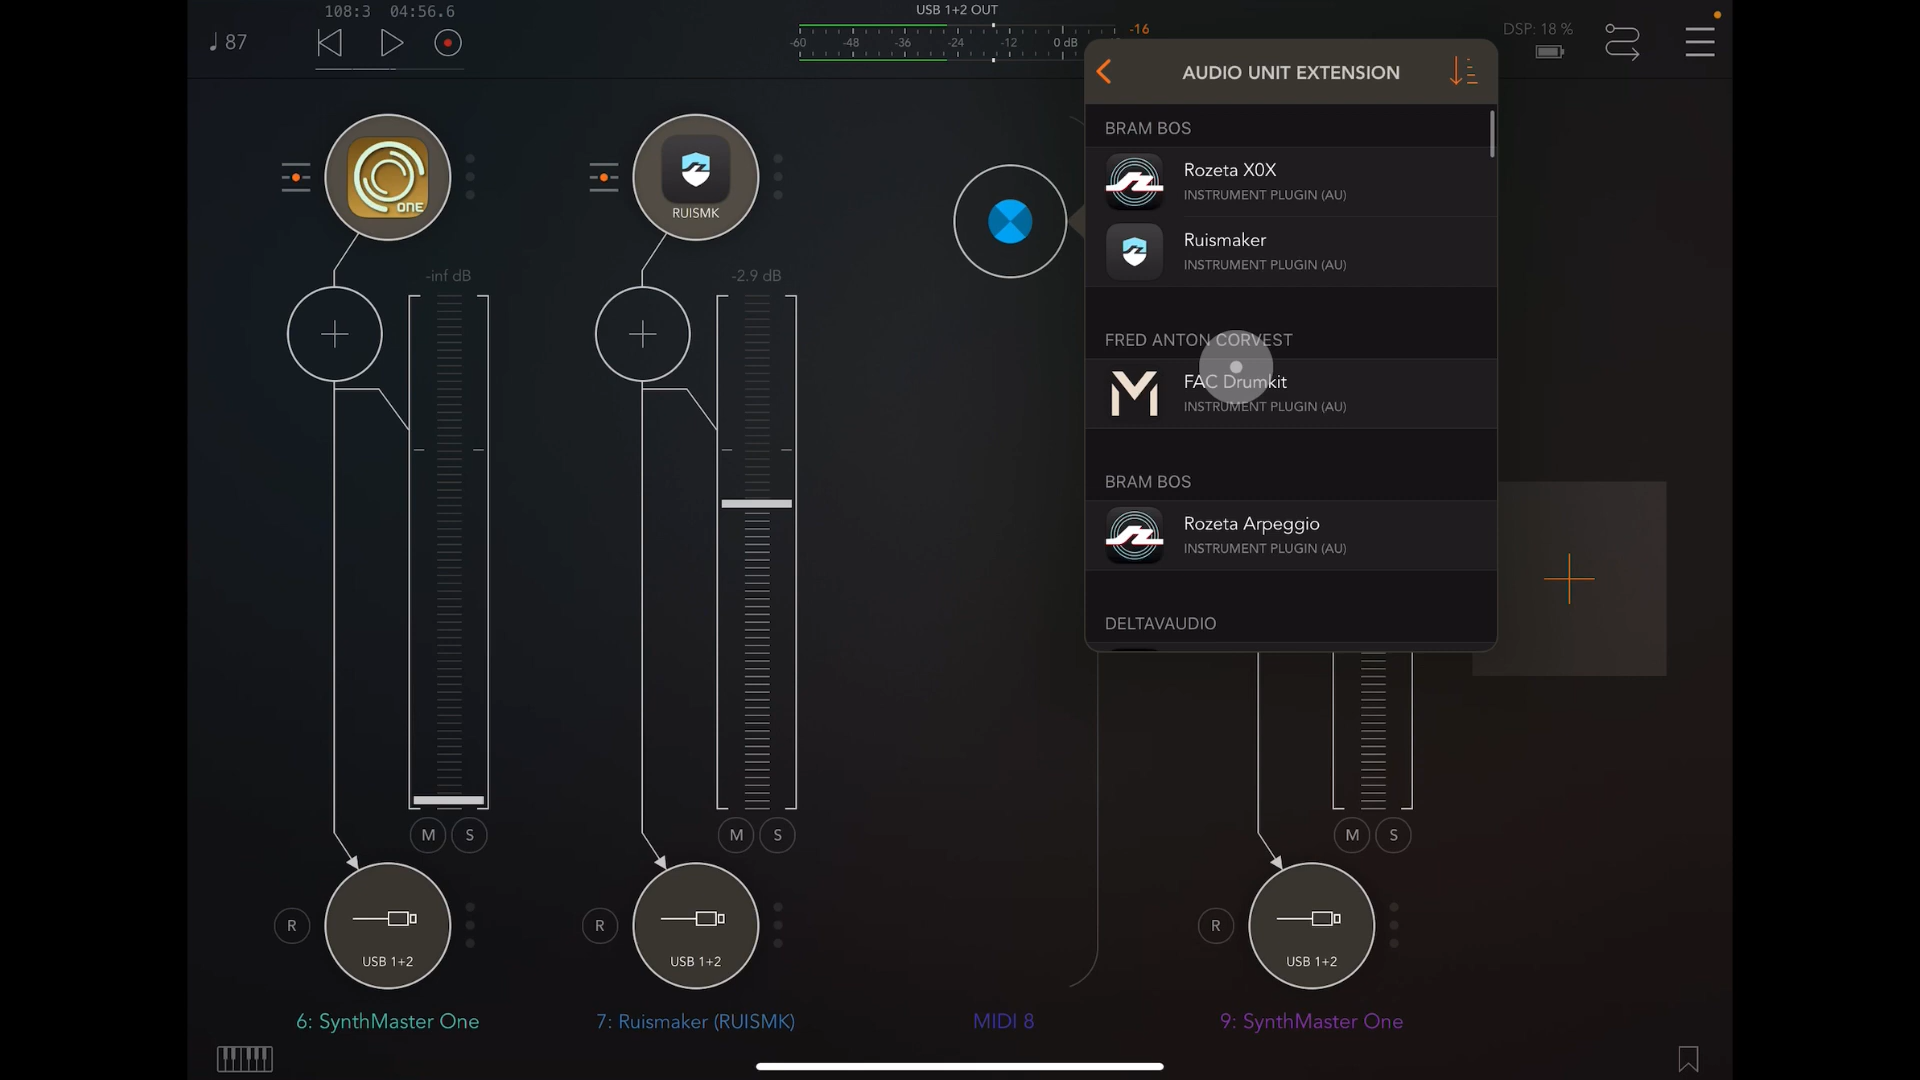 108:3 04:56.6
♩ 87
USB 1+2 OUT
-60 -48 -36 -24 -12 0 dB
-16
DSP: 18 %
AUDIO UNIT EXTENSION
BRAM BOS
Rozeta X0X
INSTRUMENT PLUGIN (AU)
Ruismaker
INSTRUMENT PLUGIN (AU)
FRED ANTON CORVEST
FAC Drumkit
INSTRUMENT PLUGIN (AU)
BRAM BOS
Rozeta Arpeggio
INSTRUMENT PLUGIN (AU)
DELTAVAUDIO
ONE
RUISMK
-inf dB
-2.9 dB
M S
M S
M S
R
USB 1+2
R
USB 1+2
R
USB 1+2
6: SynthMaster One
7: Ruismaker (RUISMK)
MIDI 8
9: SynthMaster One